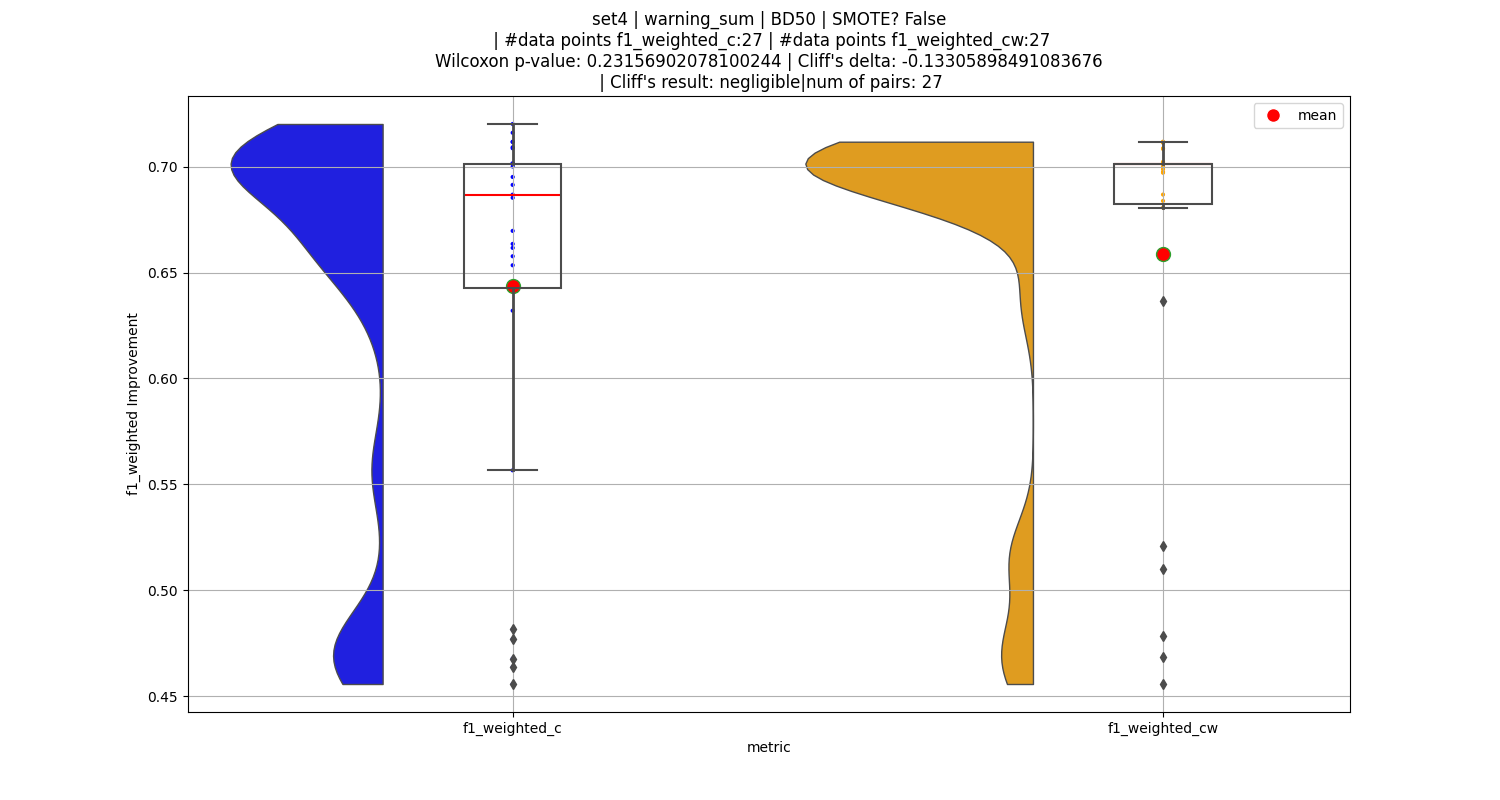 set4 | warning_sum | BD50 | SMOTE? False
| #data points f1_weighted_c:27 | #data points f1_weighted_cw:27
Wilcoxon p-value: 0.23156902078100244 | Cliff's delta: -0.13305898491083676
| Cliff's result: negligible|num of pairs: 27
mean
0.70
0.65
0.60
0.55
0.50
0.45
f1_weighted Improvement
f1_weighted_c
f1_weighted_cw
metric